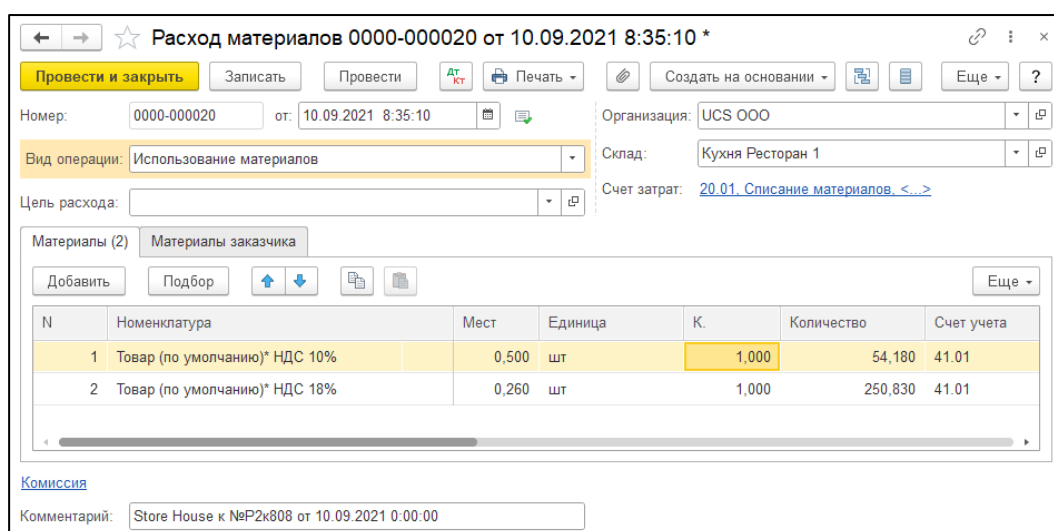 Расход материалов 0000-000020 от 10.09.2021 8:35:10 *
Провести и закрыть Записать Провести Дт Кт Печать Создать на основании Еще ?
Номер: 0000-000020 от: 10.09.2021 8:35:10 Организация: UCS ООО
Вид операции: Использование материалов Склад: Кухня Ресторан 1
Цель расхода: Счет затрат: 20.01, Списание материалов, <...>
Материалы (2) Материалы заказчика
Добавить Подбор Еще
N Номенклатура Мест Единица К. Количество Счет учета
1 Товар (по умолчанию)* НДС 10% 0,500 шт 1,000 54,180 41.01
2 Товар (по умолчанию)* НДС 18% 0,260 шт 1,000 250,830 41.01
Комиссия
Комментарий: Store House к №Р2к808 от 10.09.2021 0:00:00